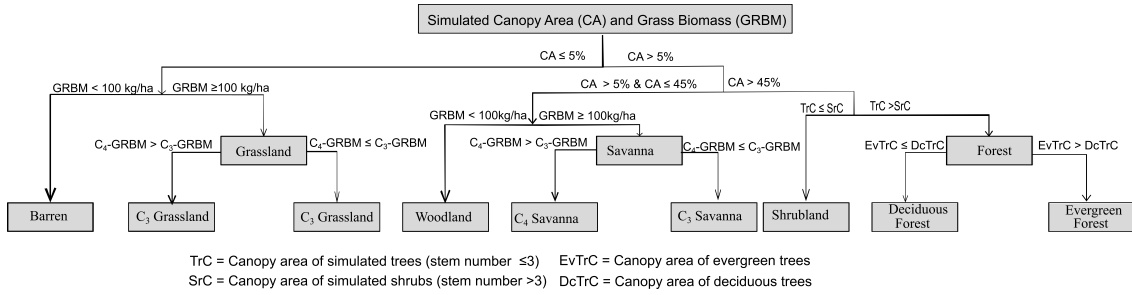 Simulated Canopy Area (CA) and Grass Biomass (GRBM)
CA ≤ 5%
CA > 5%
GRBM < 100 kg/ha
GRBM ≥100 kg/ha
CA > 5% & CA ≤ 45%
CA > 45%
GRBM < 100kg/ha
GRBM ≥ 100kg/ha
TrC ≤ SrC
TrC >SrC
C₄-GRBM > C₃-GRBM
Grassland
C₄-GRBM ≤ C₃-GRBM
C₄-GRBM > C₃-GRBM
Savanna
C₄-GRBM ≤ C₃-GRBM
EvTrC ≤ DcTrC
Forest
EvTrC > DcTrC
Barren
C₃ Grassland
C₃ Grassland
Woodland
C₄ Savanna
C₃ Savanna
Shrubland
Deciduous
Forest
Evergreen
Forest
TrC = Canopy area of simulated trees (stem number ≤3)
EvTrC = Canopy area of evergreen trees
SrC = Canopy area of simulated shrubs (stem number >3)
DcTrC = Canopy area of deciduous trees